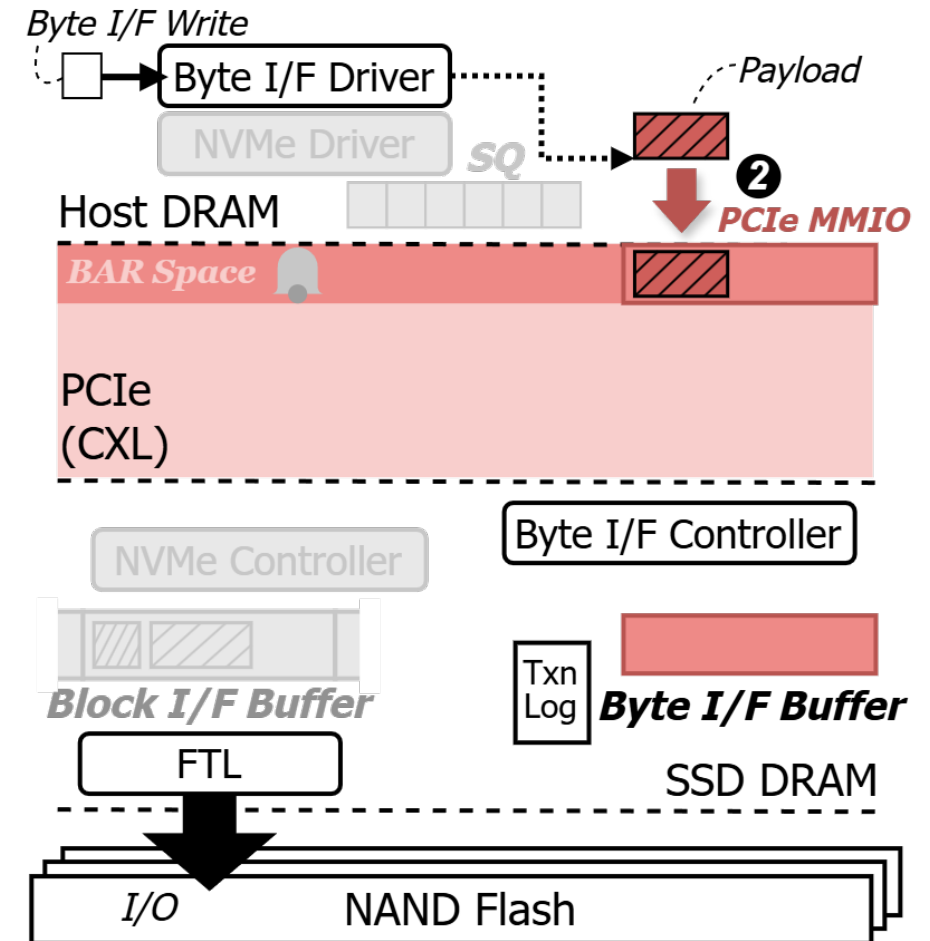 Byte I/F Write
Byte I/F Driver
Payload
NVMe Driver
SQ
2
Host DRAM
PCIe MMIO
BAR Space
PCIe
(CXL)
Byte I/F Controller
NVMe Controller
Txn
Log
Block I/F Buffer
Byte I/F Buffer
FTL
SSD DRAM
I/O
NAND Flash